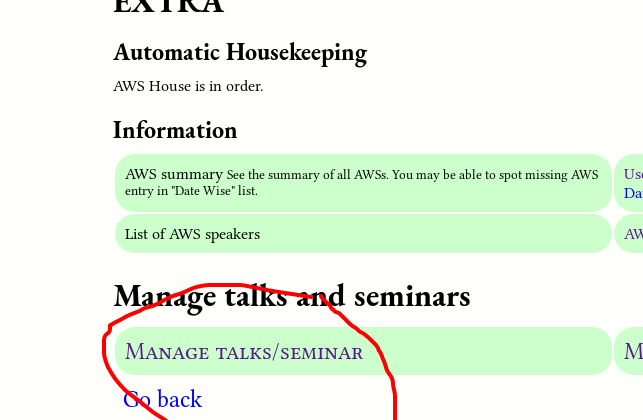 EXTRA
Automatic Housekeeping
AWS House is in order.
Information
AWS summary See the summary of all AWSs. You may be able to spot missing AWS
entry in "Date Wise" list.
List of AWS speakers
AW
Manage talks and seminars
Manage talks/seminar
M
Go back